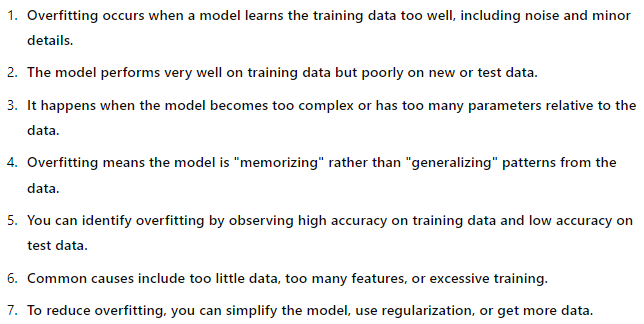 1. Overfitting occurs when a model learns the training data too well, including noise and minor
details.
2. The model performs very well on training data but poorly on new or test data.
3. It happens when the model becomes too complex or has too many parameters relative to the
data.
4. Overfitting means the model is "memorizing" rather than "generalizing" patterns from the
data.
5. You can identify overfitting by observing high accuracy on training data and low accuracy on
test data.
6. Common causes include too little data, too many features, or excessive training.
7. To reduce overfitting, you can simplify the model, use regularization, or get more data.